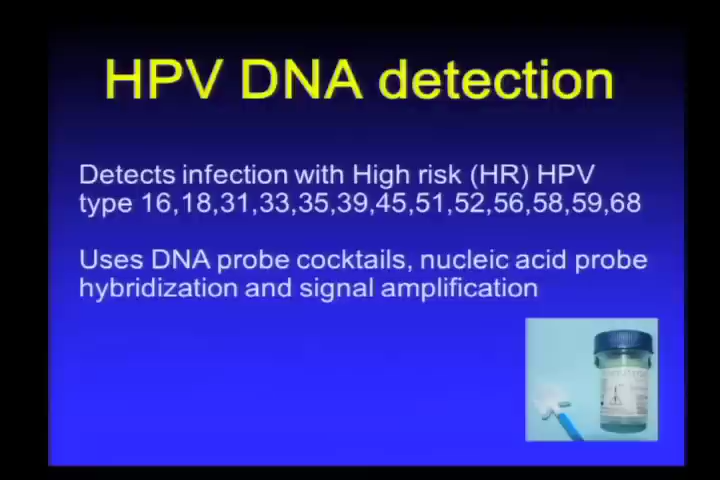 HPV DNA detection
Detects infection with High risk (HR) HPV
type 16,18,31,33,35,39,45,51,52,56,58,59,68
Uses DNA probe cocktails, nucleic acid probe
hybridization and signal amplification